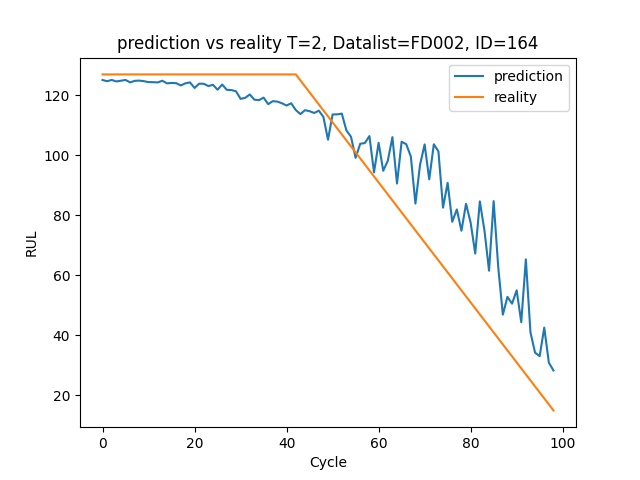 prediction vs reality T=2, Datalist=FD002, ID=164
prediction
reality
120
100
80
60
40
20
RUL
0 20 40 60 80 100
Cycle